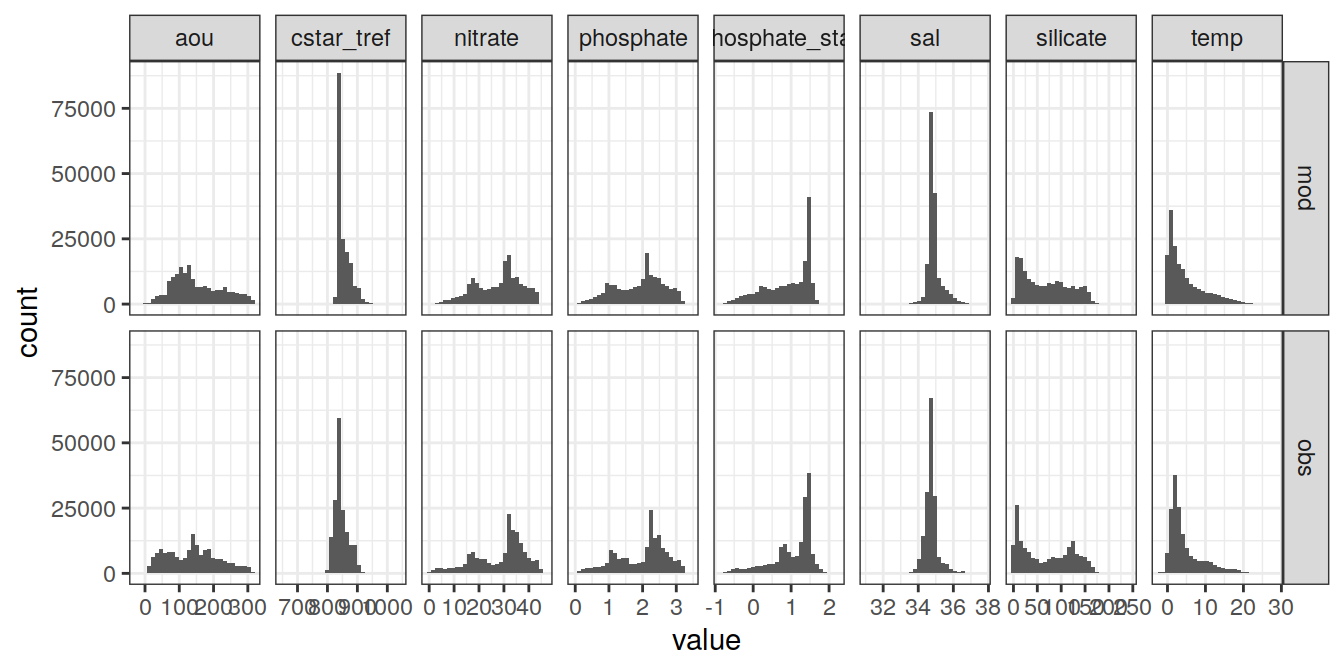 aou cstar_tref nitrate phosphate hosphate_sta sal silicate temp
75000
50000
25000
0
mod
count
75000
50000
25000
0
obs
0 100 200 300 700 800 900 1000 0 10 20 30 40 0 1 2 3 -1 0 1 2 32 34 36 38 0 50 100 150 200 250 0 10 20 30
value